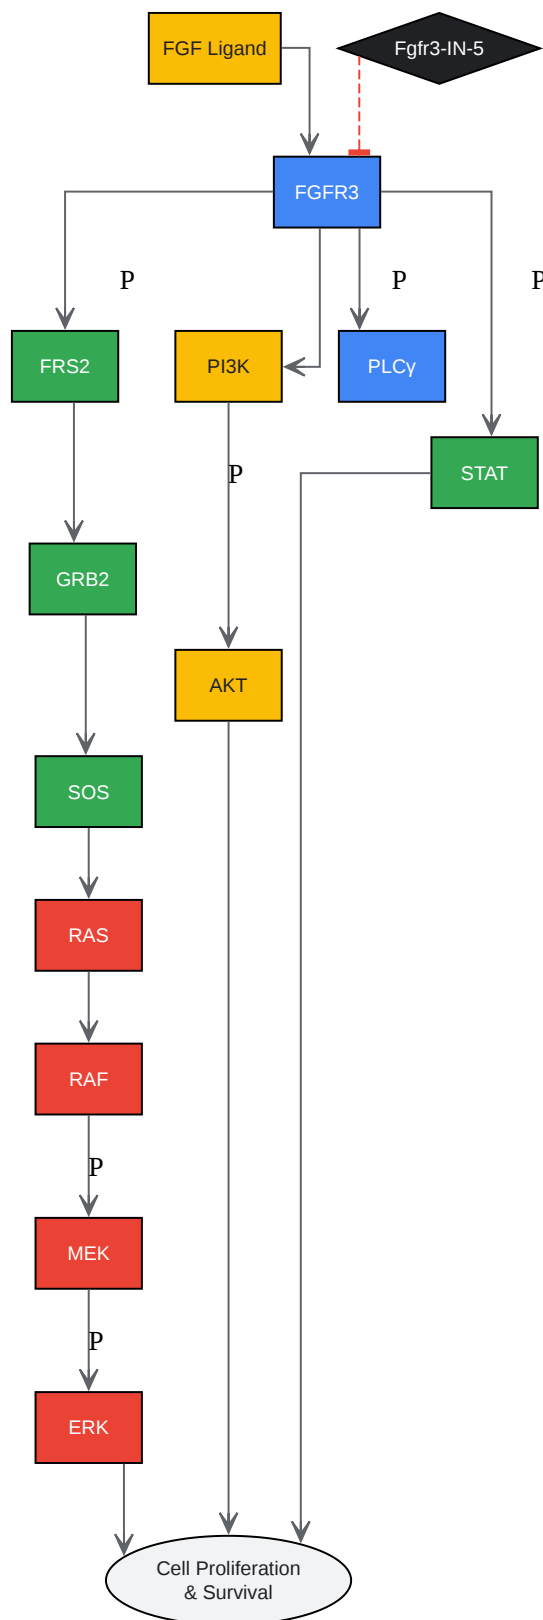 FGF Ligand
Fgfr3-IN-5
FGFR3
P
P
P
FRS2
PI3K
PLCγ
STAT
P
GRB2
AKT
SOS
RAS
RAF
P
MEK
P
ERK
Cell Proliferation
& Survival